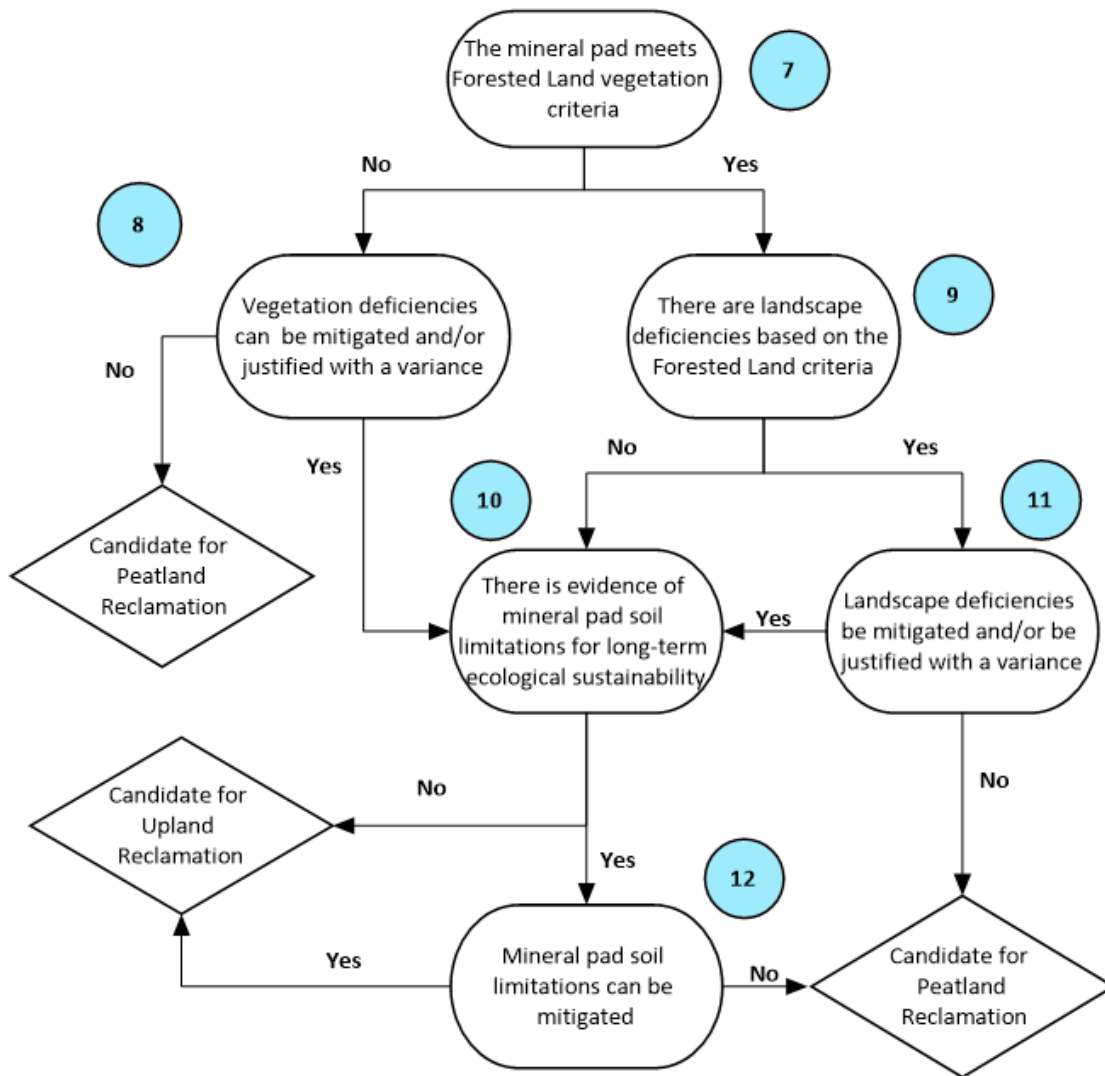 The mineral pad meets
Forested Land vegetation
criteria
7
No
Yes
8
Vegetation deficiencies
can be mitigated and/or
justified with a variance
There are landscape
deficiencies based on the
Forested Land criteria
9
No
Yes
No
Yes
10
11
Candidate for
Peatland
Reclamation
There is evidence of
mineral pad soil
limitations for long-term
ecological sustainability
Yes
Landscape deficiencies
be mitigated and/or be
justified with a variance
Candidate for
Upland
Reclamation
No
No
Yes
12
Yes
Mineral pad soil
limitations can be
mitigated
No
Candidate for
Peatland
Reclamation